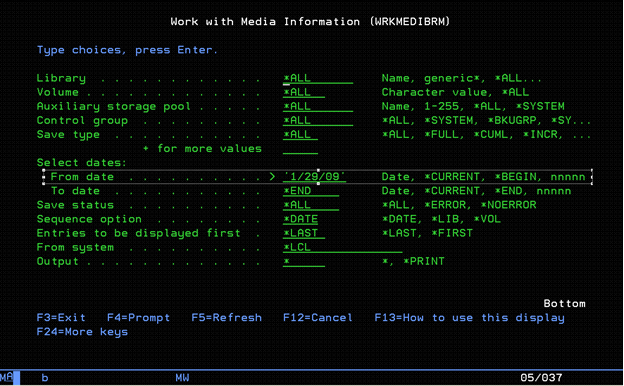 Work with Media Information (WRKMEDIBRM)
Type choices, press Enter.
Library . . . . . . . . . . . . *ALL Name, generic*, *ALL...
Volume . . . . . . . . . . . . . *ALL Character value, *ALL
Auxiliary storage pool . . . . . *ALL Name, 1-255, *ALL, *SYSTEM
Control group . . . . . . . . . *ALL *ALL, *SYSTEM, *BKUGRP, *SY...
Save type . . . . . . . . . . . *ALL *ALL, *FULL, *CUML, *INCR, ...
+ for more values
Select dates:
From date . . . . . . . . . . . > '1/29/09' Date, *CURRENT, *BEGIN, nnnnn
To date . . . . . . . . . . . *END Date, *CURRENT, *END, nnnnn
Save status . . . . . . . . . . *ALL *ALL, *ERROR, *NOERROR
Sequence option . . . . . . . . *DATE *DATE, *LIB, *VOL
Entries to be displayed first . *LAST *LAST, *FIRST
From system . . . . . . . . . . *LCL
Output . . . . . . . . . . . . . * *, *PRINT
Bottom
F3=Exit F4=Prompt F5=Refresh F12=Cancel F13=How to use this display
F24=More keys
MA b MW 05/037